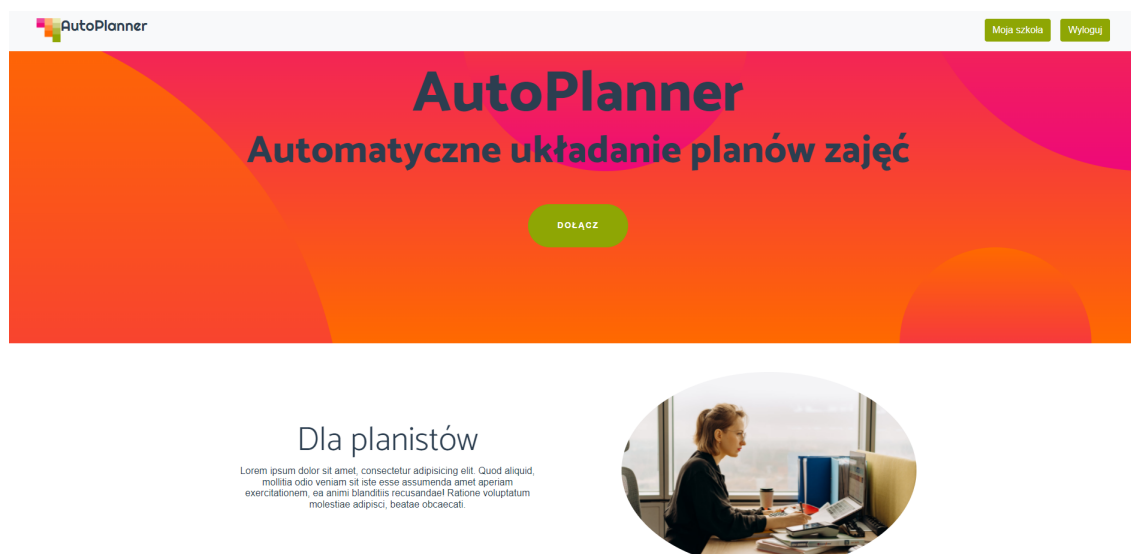 AutoPlanner
Moja szkoła
Wyloguj
AutoPlanner
Automatyczne układanie planów zajęć
DOŁĄCZ
Dla planistów
Lorem ipsum dolor sit amet, consectetur adipisicing elit. Quod aliquid,
mollitia odio veniam sit iste esse assumenda amet aperiam
exercitationem, ea animi blanditiis recusandae! Ratione voluptatum
molestiae adipisci, beatae obcaecati.